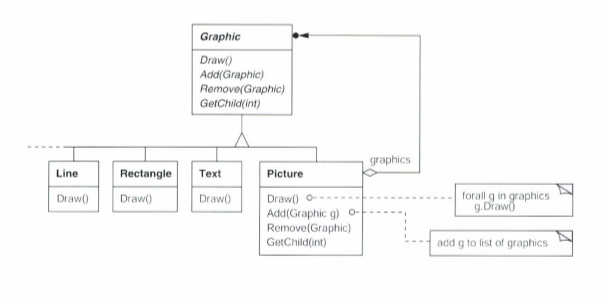 Graphic
Draw()
Add(Graphic)
Remove(Graphic)
GetChild(int)
graphics
Line
Draw()
Rectangle
Draw()
Text
Draw()
Picture
Draw()
Add(Graphic g)
Remove(Graphic)
GetChild(int)
forall g in graphics
g.Draw()
add g to list of graphics